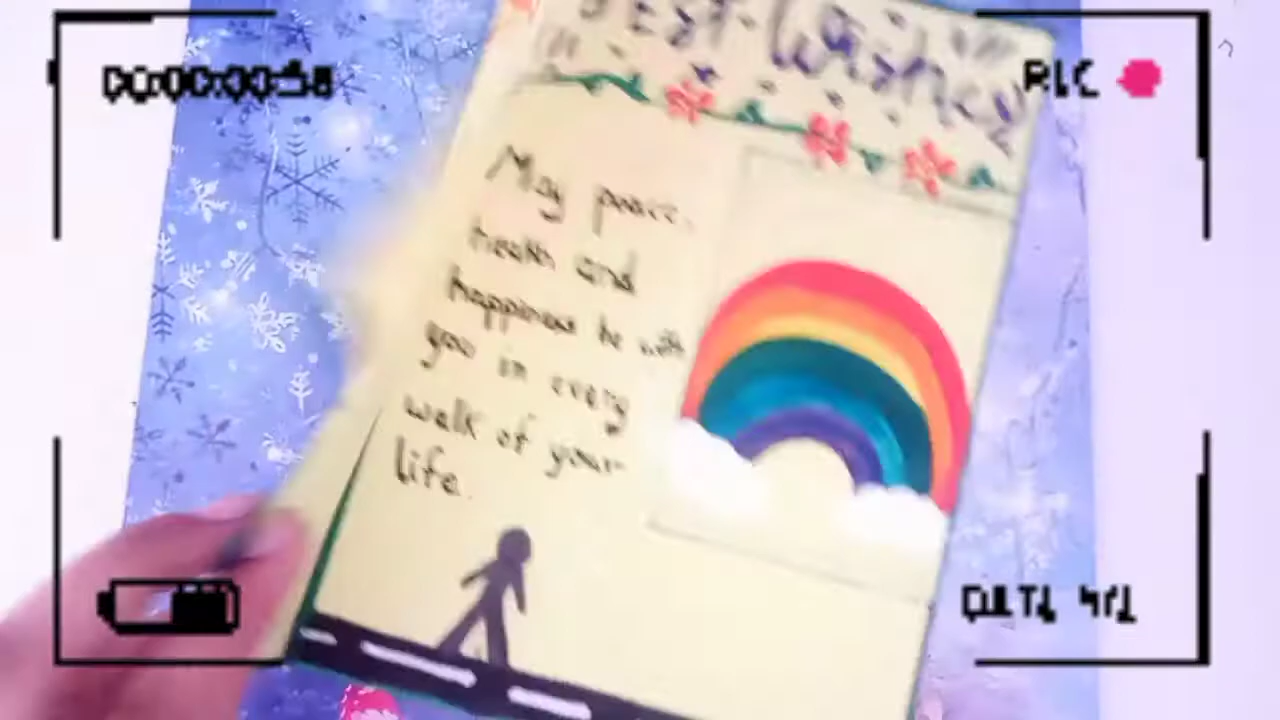 Best Wishes
REC
May peace,
health and
happiness be with
you in every
walk of your
life.